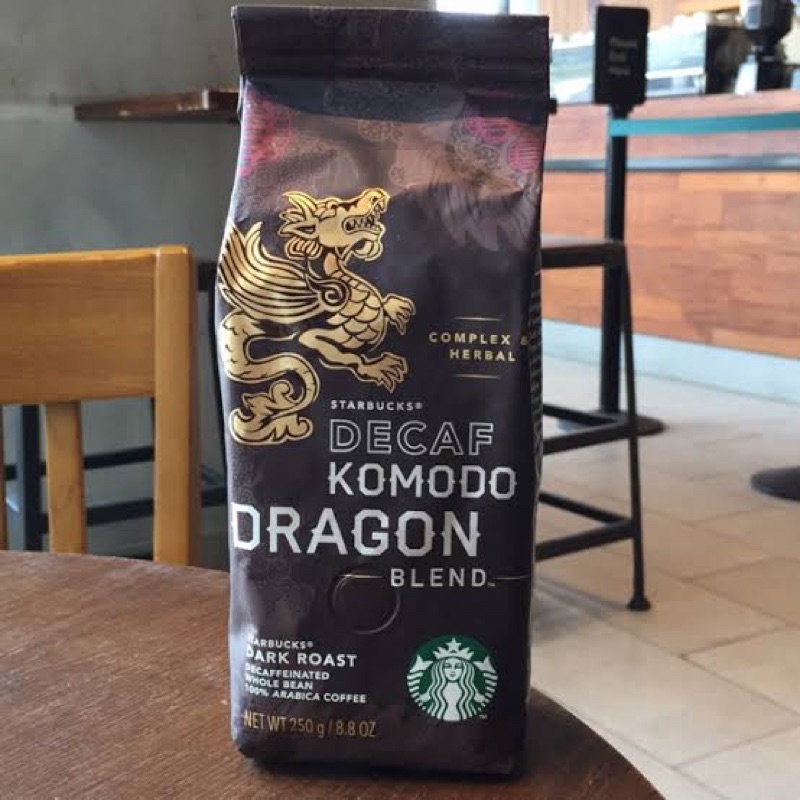 COMPLEX &
HERBAL
STARBUCKS®
DECAF
KOMODO
DRAGON
BLEND™
STARBUCKS®
DARK ROAST
DECAFFEINATED
WHOLE BEAN
100% ARABICA COFFEE
NET WT 250 g / 8.8 OZ